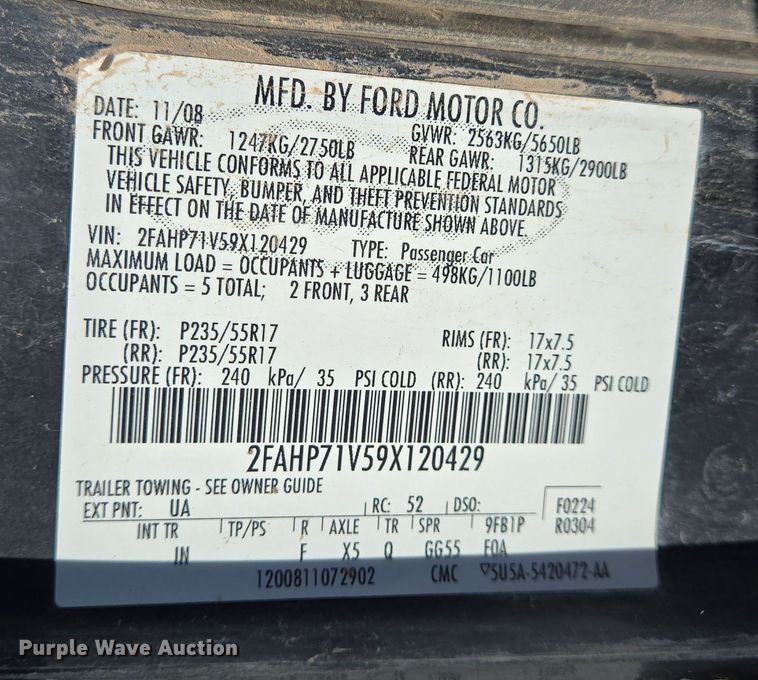 MFD. BY FORD MOTOR CO.
DATE: 11/08 GVWR: 2563KG/5650LB
FRONT GAWR: 1247KG/2750LB REAR GAWR: 1315KG/2900LB
THIS VEHICLE CONFORMS TO ALL APPLICABLE FEDERAL MOTOR
VEHICLE SAFETY, BUMPER, AND THEFT PREVENTION STANDARDS
IN EFFECT ON THE DATE OF MANUFACTURE SHOWN ABOVE.
VIN: 2FAHP71V59X120429 TYPE: Passenger Car
MAXIMUM LOAD = OCCUPANTS + LUGGAGE = 498KG/1100LB
OCCUPANTS = 5 TOTAL; 2 FRONT, 3 REAR
TIRE (FR): P235/55R17 RIMS (FR): 17x7.5
(RR): P235/55R17 (RR): 17x7.5
PRESSURE (FR): 240 kPa/ 35 PSI COLD (RR): 240 kPa/ 35 PSI COLD
2FAHP71V59X120429
TRAILER TOWING - SEE OWNER GUIDE
EXT PNT: UA RC: 52 DSO: F0224
INT TR TP/PS R AXLE TR SPR 9FB1P R0304
IN F X5 Q GG55 E0A
1200811072902 CMC ▽5U5A-5420472-AA
Purple Wave Auction